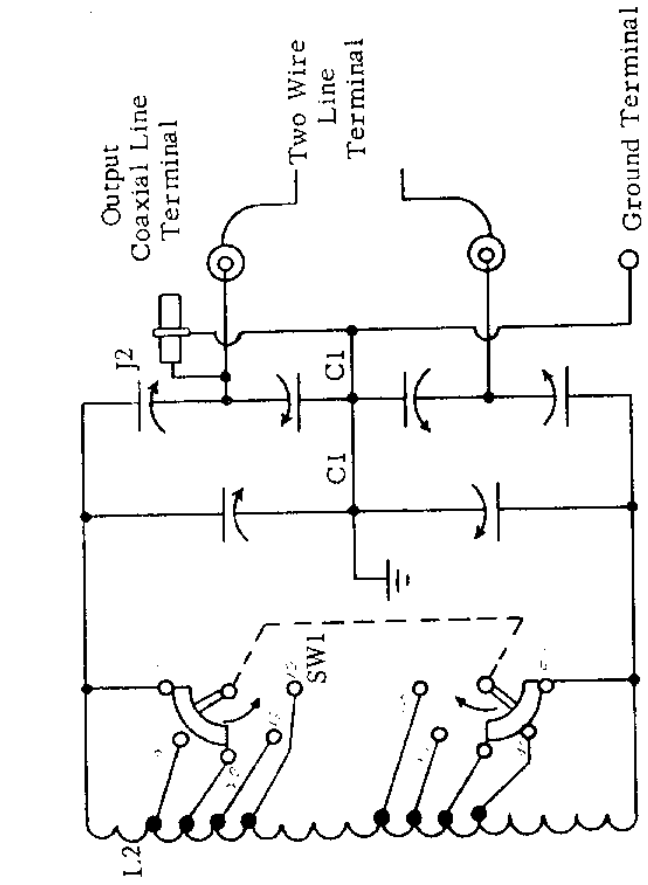 Output
Coaxial Line
Terminal
Two Wire
Line
Terminal
Ground Terminal
J2
C1
C1
SW1
L2